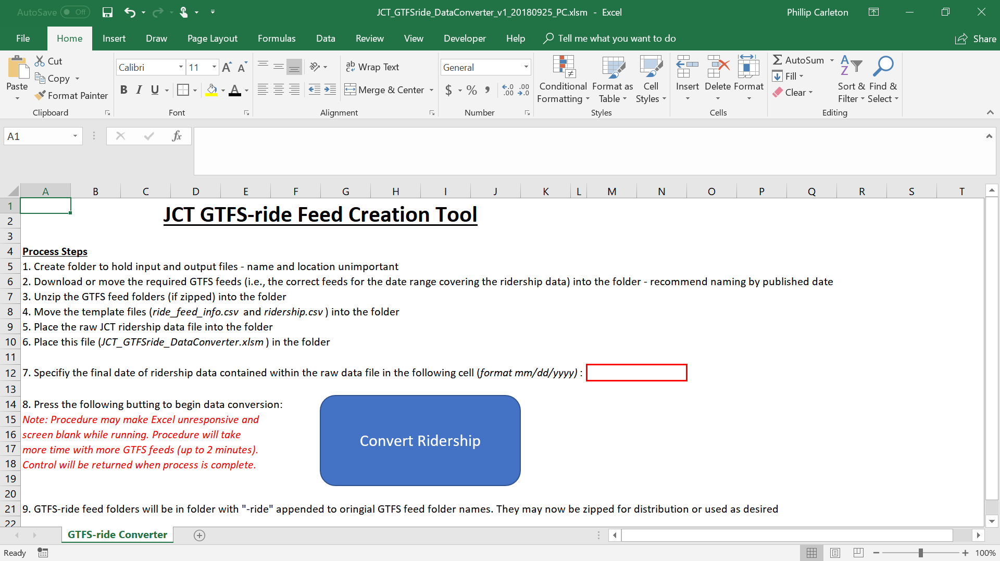 AutoSave Off JCT_GTFSride_DataConverter_v1_20180925_PC.xlsm - Excel Phillip Carleton
File Home Insert Draw Page Layout Formulas Data Review View Developer Help Tell me what you want to do Share
Paste Cut Copy Format Painter
Clipboard
Calibri 11 A A
B I U A
Font
ab Wrap Text
Merge & Center
Alignment
General
$ % , .0 .00 .00 .0
Number
Conditional Formatting Format as Table Cell Styles
Styles
Insert Delete Format
Cells
AutoSum Fill Clear Sort & Filter Find & Select
Editing
A1 fx
A B C D E F G H I J K L M N O P Q R S T
1
2 JCT GTFS-ride Feed Creation Tool
3
4 Process Steps
5 1. Create folder to hold input and output files - name and location unimportant
6 2. Download or move the required GTFS feeds (i.e., the correct feeds for the date range covering the ridership data) into the folder - recommend naming by published date
7 3. Unzip the GTFS feed folders (if zipped) into the folder
8 4. Move the template files (ride_feed_info.csv and ridership.csv ) into the folder
9 5. Place the raw JCT ridership data file into the folder
10 6. Place this file (JCT_GTFSride_DataConverter.xlsm ) in the folder
11
12 7. Specifiy the final date of ridership data contained within the raw data file in the following cell (format mm/dd/yyyy) :
13
14 8. Press the following butting to begin data conversion:
15 Note: Procedure may make Excel unresponsive and
16 screen blank while running. Procedure will take
17 more time with more GTFS feeds (up to 2 minutes).
18 Control will be returned when process is complete.
Convert Ridership
19
20
21 9. GTFS-ride feed folders will be in folder with "-ride" appended to oringial GTFS feed folder names. They may now be zipped for distribution or used as desired
22
GTFS-ride Converter
Ready 100%